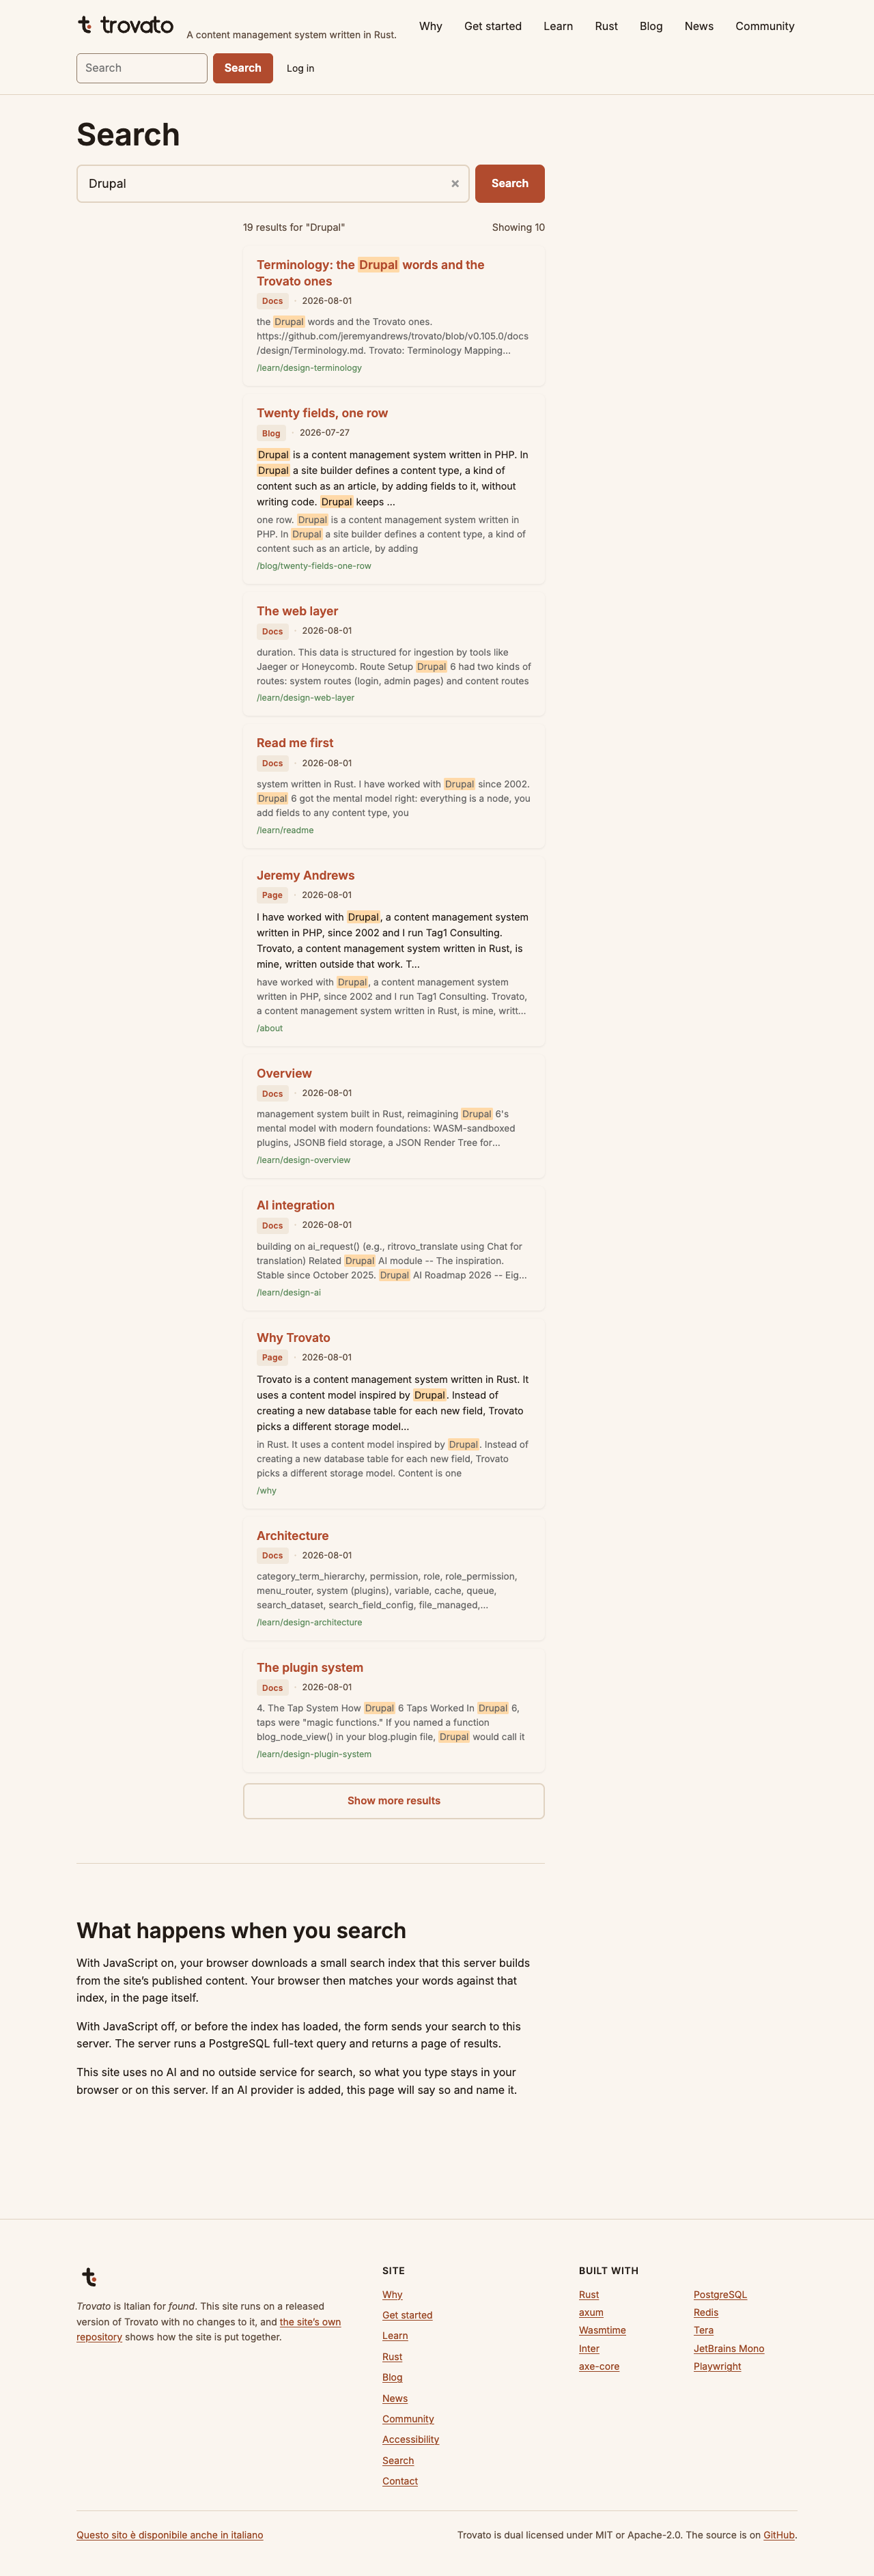 trovato
A content management system written in Rust.
Why
Get started
Learn
Rust
Blog
News
Community
Search
Search
Log in
Search
Drupal
×
Search
19 results for "Drupal"
Showing 10
Terminology: the Drupal words and the
Trovato ones
Docs · 2026-08-01
the Drupal words and the Trovato ones.
https://github.com/jeremyandrews/trovato/blob/v0.105.0/docs
/design/Terminology.md. Trovato: Terminology Mapping...
/learn/design-terminology
Twenty fields, one row
Blog · 2026-07-27
Drupal is a content management system written in PHP. In
Drupal a site builder defines a content type, a kind of
content such as an article, by adding fields to it, without
writing code. Drupal keeps ...
one row. Drupal is a content management system written in
PHP. In Drupal a site builder defines a content type, a kind of
content such as an article, by adding
/blog/twenty-fields-one-row
The web layer
Docs · 2026-08-01
duration. This data is structured for ingestion by tools like
Jaeger or Honeycomb. Route Setup Drupal 6 had two kinds of
routes: system routes (login, admin pages) and content routes
/learn/design-web-layer
Read me first
Docs · 2026-08-01
system written in Rust. I have worked with Drupal since 2002.
Drupal 6 got the mental model right: everything is a node, you
add fields to any content type, you
/learn/readme
Jeremy Andrews
Page · 2026-08-01
I have worked with Drupal, a content management system
written in PHP, since 2002 and I run Tag1 Consulting.
Trovato, a content management system written in Rust, is
mine, written outside that work. T...
have worked with Drupal, a content management system
written in PHP, since 2002 and I run Tag1 Consulting. Trovato,
a content management system written in Rust, is mine, writt...
/about
Overview
Docs · 2026-08-01
management system built in Rust, reimagining Drupal 6's
mental model with modern foundations: WASM-sandboxed
plugins, JSONB field storage, a JSON Render Tree for...
/learn/design-overview
AI integration
Docs · 2026-08-01
building on ai_request() (e.g., ritrovo_translate using Chat for
translation) Related Drupal AI module -- The inspiration.
Stable since October 2025. Drupal AI Roadmap 2026 -- Eig...
/learn/design-ai
Why Trovato
Page · 2026-08-01
Trovato is a content management system written in Rust. It
uses a content model inspired by Drupal. Instead of
creating a new database table for each new field, Trovato
picks a different storage model...
in Rust. It uses a content model inspired by Drupal. Instead of
creating a new database table for each new field, Trovato
picks a different storage model. Content is one
/why
Architecture
Docs · 2026-08-01
category_term_hierarchy, permission, role, role_permission,
menu_router, system (plugins), variable, cache, queue,
search_dataset, search_field_config, file_managed,...
/learn/design-architecture
The plugin system
Docs · 2026-08-01
4. The Tap System How Drupal 6 Taps Worked In Drupal 6,
taps were "magic functions." If you named a function
blog_node_view() in your blog.plugin file, Drupal would call it
/learn/design-plugin-system
Show more results
What happens when you search
With JavaScript on, your browser downloads a small search index that this server builds
from the site's published content. Your browser then matches your words against that
index, in the page itself.
With JavaScript off, or before the index has loaded, the form sends your search to this
server. The server runs a PostgreSQL full-text query and returns a page of results.
This site uses no AI and no outside service for search, so what you type stays in your
browser or on this server. If an AI provider is added, this page will say so and name it.
Trovato is Italian for found. This site runs on a released
version of Trovato with no changes to it, and the site's own
repository shows how the site is put together.
SITE
Why
Get started
Learn
Rust
Blog
News
Community
Accessibility
Search
Contact
BUILT WITH
Rust
axum
Wasmtime
Inter
axe-core
PostgreSQL
Redis
Tera
JetBrains Mono
Playwright
Questo sito è disponibile anche in italiano
Trovato is dual licensed under MIT or Apache-2.0. The source is on GitHub.